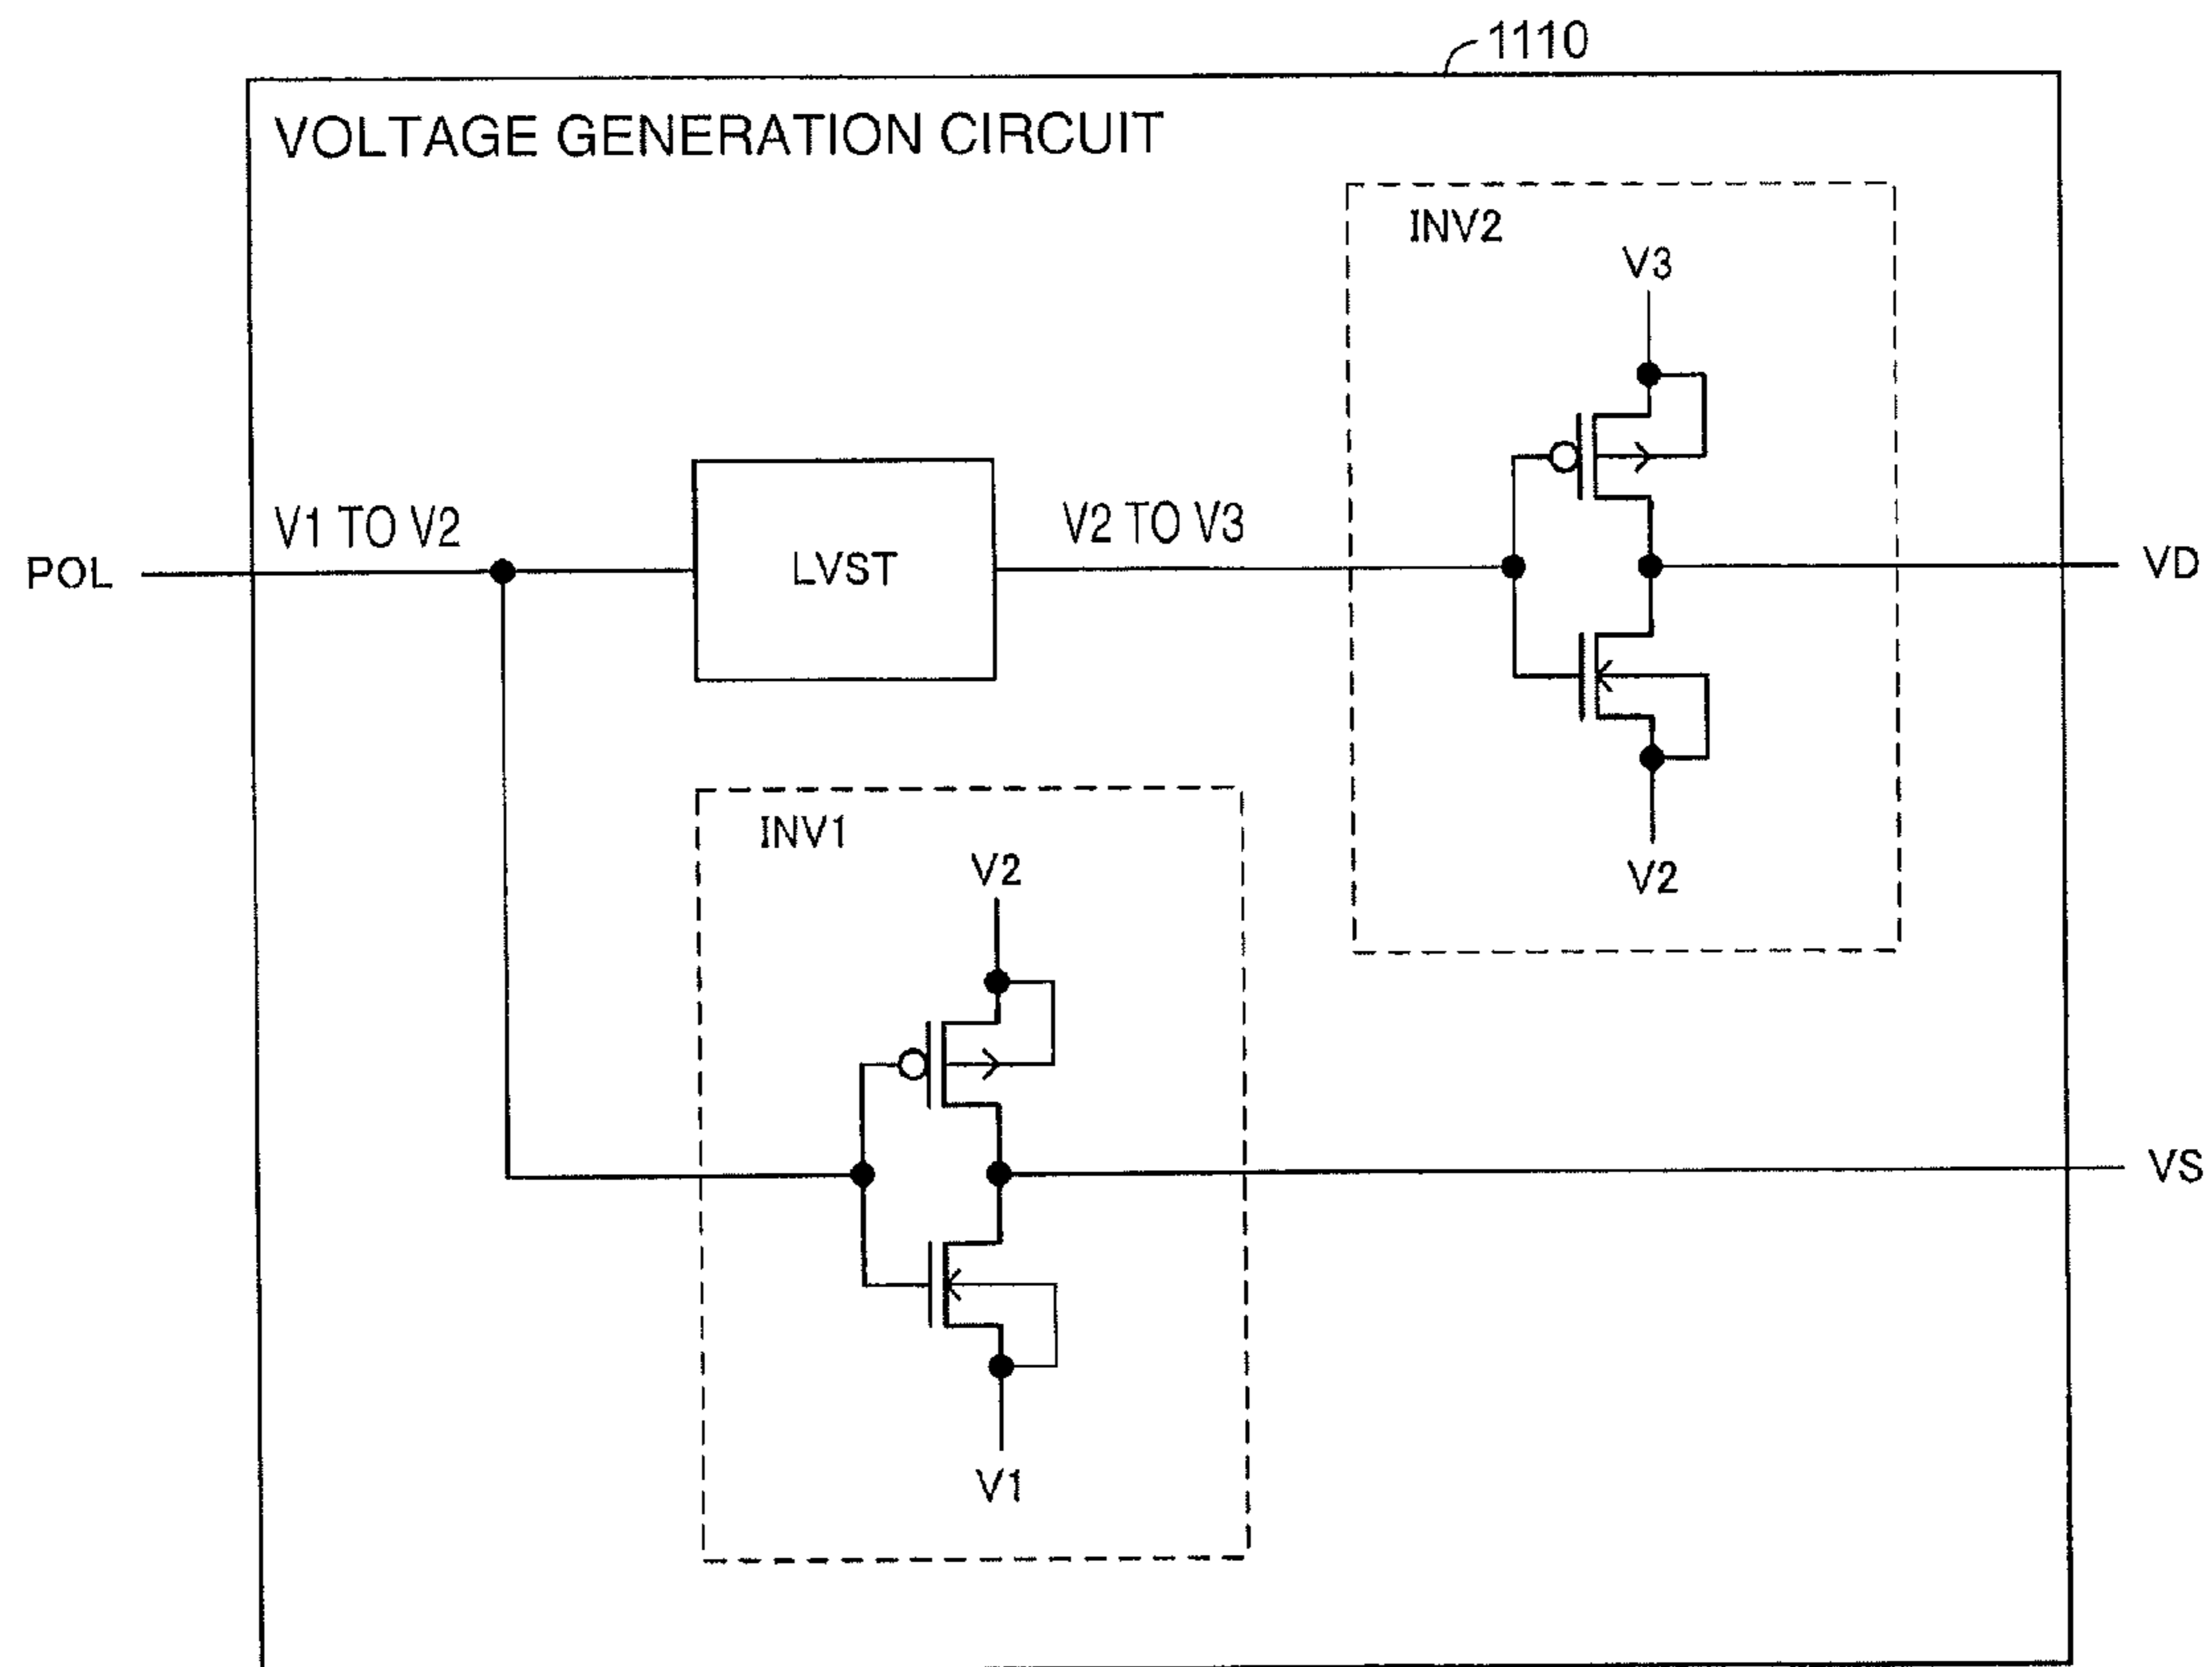 1110
VOLTAGE GENERATION CIRCUIT
INV2
V3
V1 TO V2
V2 TO V3
POL
LVST
VD
INV1
V2
V2
VS
V1